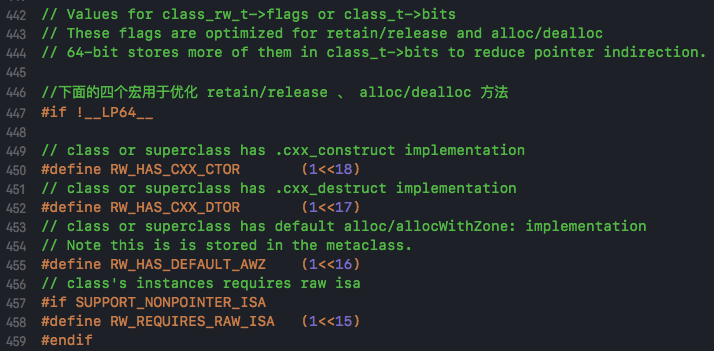 442 // Values for class_rw_t->flags or class_t->bits
443 // These flags are optimized for retain/release and alloc/dealloc
444 // 64-bit stores more of them in class_t->bits to reduce pointer indirection.
445
446 //下面的四个宏用于优化 retain/release 、 alloc/dealloc 方法
447 #if !__LP64__
448
449 // class or superclass has .cxx_construct implementation
450 #define RW_HAS_CXX_CTOR (1<<18)
451 // class or superclass has .cxx_destruct implementation
452 #define RW_HAS_CXX_DTOR (1<<17)
453 // class or superclass has default alloc/allocWithZone: implementation
454 // Note this is is stored in the metaclass.
455 #define RW_HAS_DEFAULT_AWZ (1<<16)
456 // class's instances requires raw isa
457 #if SUPPORT_NONPOINTER_ISA
458 #define RW_REQUIRES_RAW_ISA (1<<15)
459 #endif